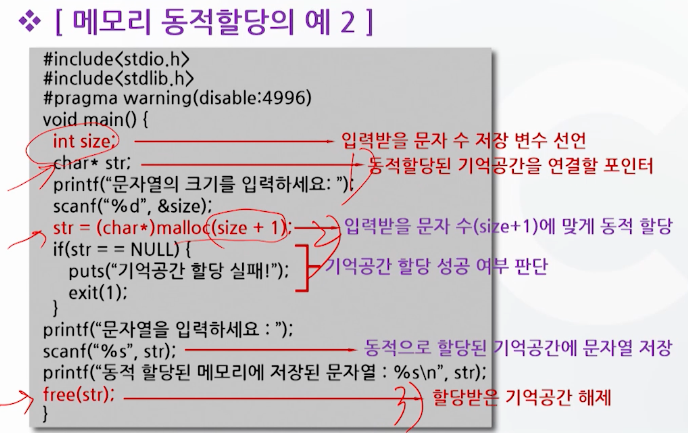 ❖ [ 메모리 동적할당의 예 2 ]
#include<stdio.h>
#include<stdlib.h>
#pragma warning(disable:4996)
void main() {
int size; 입력받을 문자 수 저장 변수 선언
char* str; 동적할당된 기억공간을 연결할 포인터
printf("문자열의 크기를 입력하세요: ");
scanf("%d", &size);
str = (char*)malloc(size + 1); 입력받을 문자 수(size+1)에 맞게 동적 할당
if(str = = NULL) {
puts("기억공간 할당 실패!"); 기억공간 할당 성공 여부 판단
exit(1);
}
printf("문자열을 입력하세요 : ");
scanf("%s", str); 동적으로 할당된 기억공간에 문자열 저장
printf("동적 할당된 메모리에 저장된 문자열 : %s\n", str);
free(str); 할당받은 기억공간 해제
}
1)
2)
3)